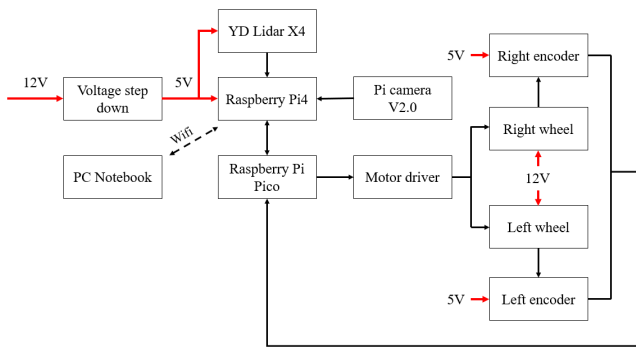 YD Lidar X4
12V
Voltage step
down
5V
Raspberry Pi4
Pi camera
V2.0
5V
Right encoder
Wifi
Right wheel
PC Notebook
Raspberry Pi
Pico
Motor driver
12V
Left wheel
5V
Left encoder